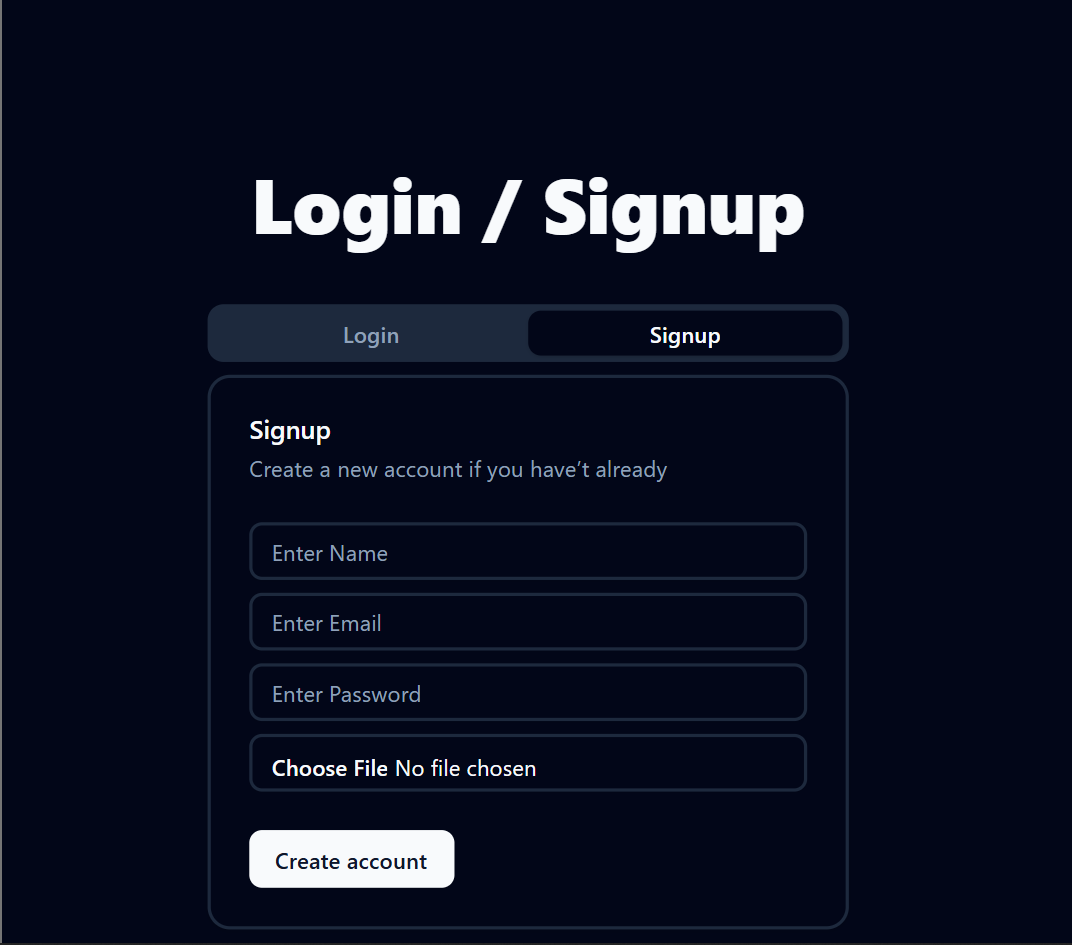 Login / Signup
Login Signup
Signup
Create a new account if you have’t already
Enter Name
Enter Email
Enter Password
Choose File No file chosen
Create account